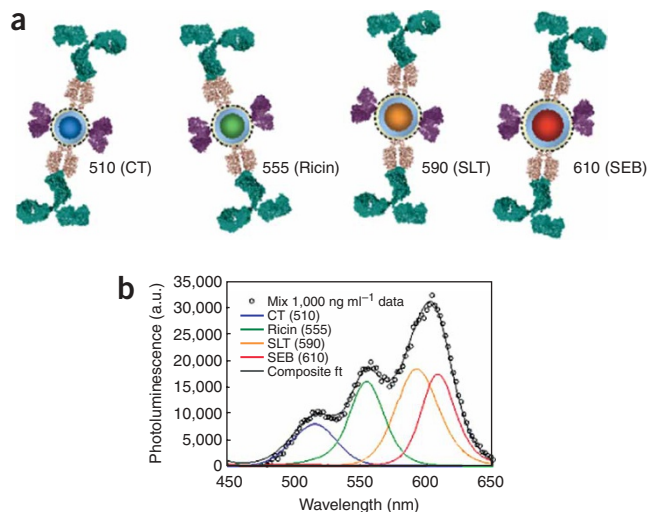 a
510 (CT)
555 (Ricin)
590 (SLT)
610 (SEB)
b
35,000
30,000
25,000
20,000
15,000
10,000
5,000
0
Photoluminescence (a.u.)
Mix 1,000 ng ml⁻¹ data
CT (510)
Ricin (555)
SLT (590)
SEB (610)
Composite ft
450 500 550 600 650
Wavelength (nm)